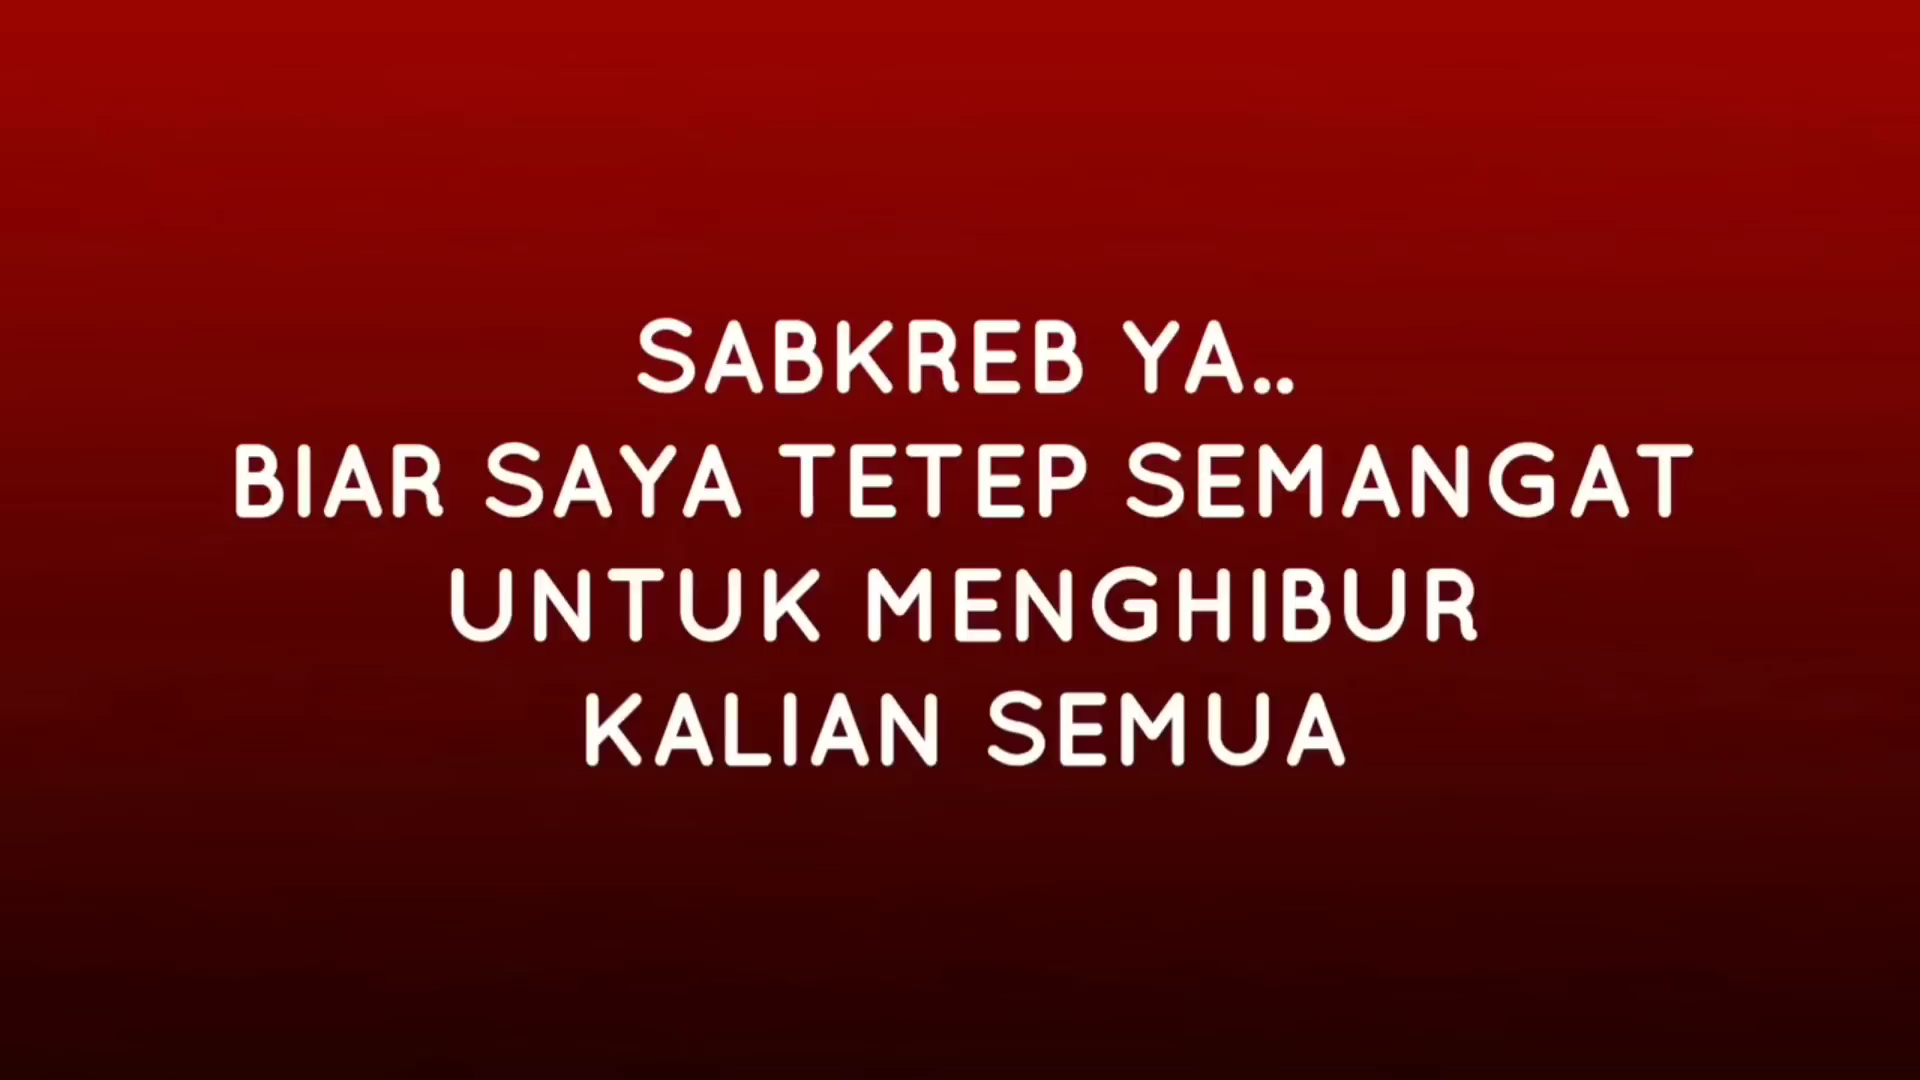 SABKREB YA..
BIAR SAYA TETEP SEMANGAT
UNTUK MENGHIBUR
KALIAN SEMUA